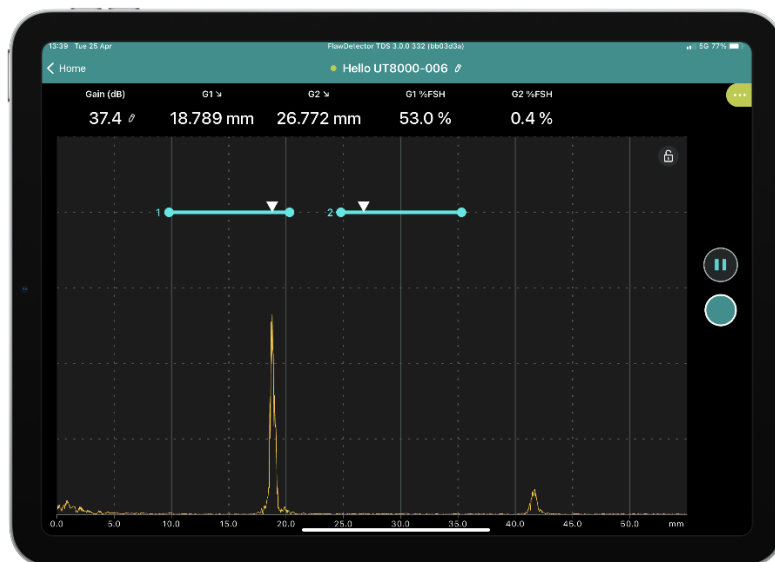 13:39 Tue 25 Apr
FlawDetector TDS 3.0.0 332 (bb03d3a)
5G 77%
Home
Hello UT8000-006
Gain (dB) G1 ↘ G2 ↘ G1 %FSH G2 %FSH
37.4 18.789 mm 26.772 mm 53.0 % 0.4 %
1 2
0.0 5.0 10.0 15.0 20.0 25.0 30.0 35.0 40.0 45.0 50.0 mm